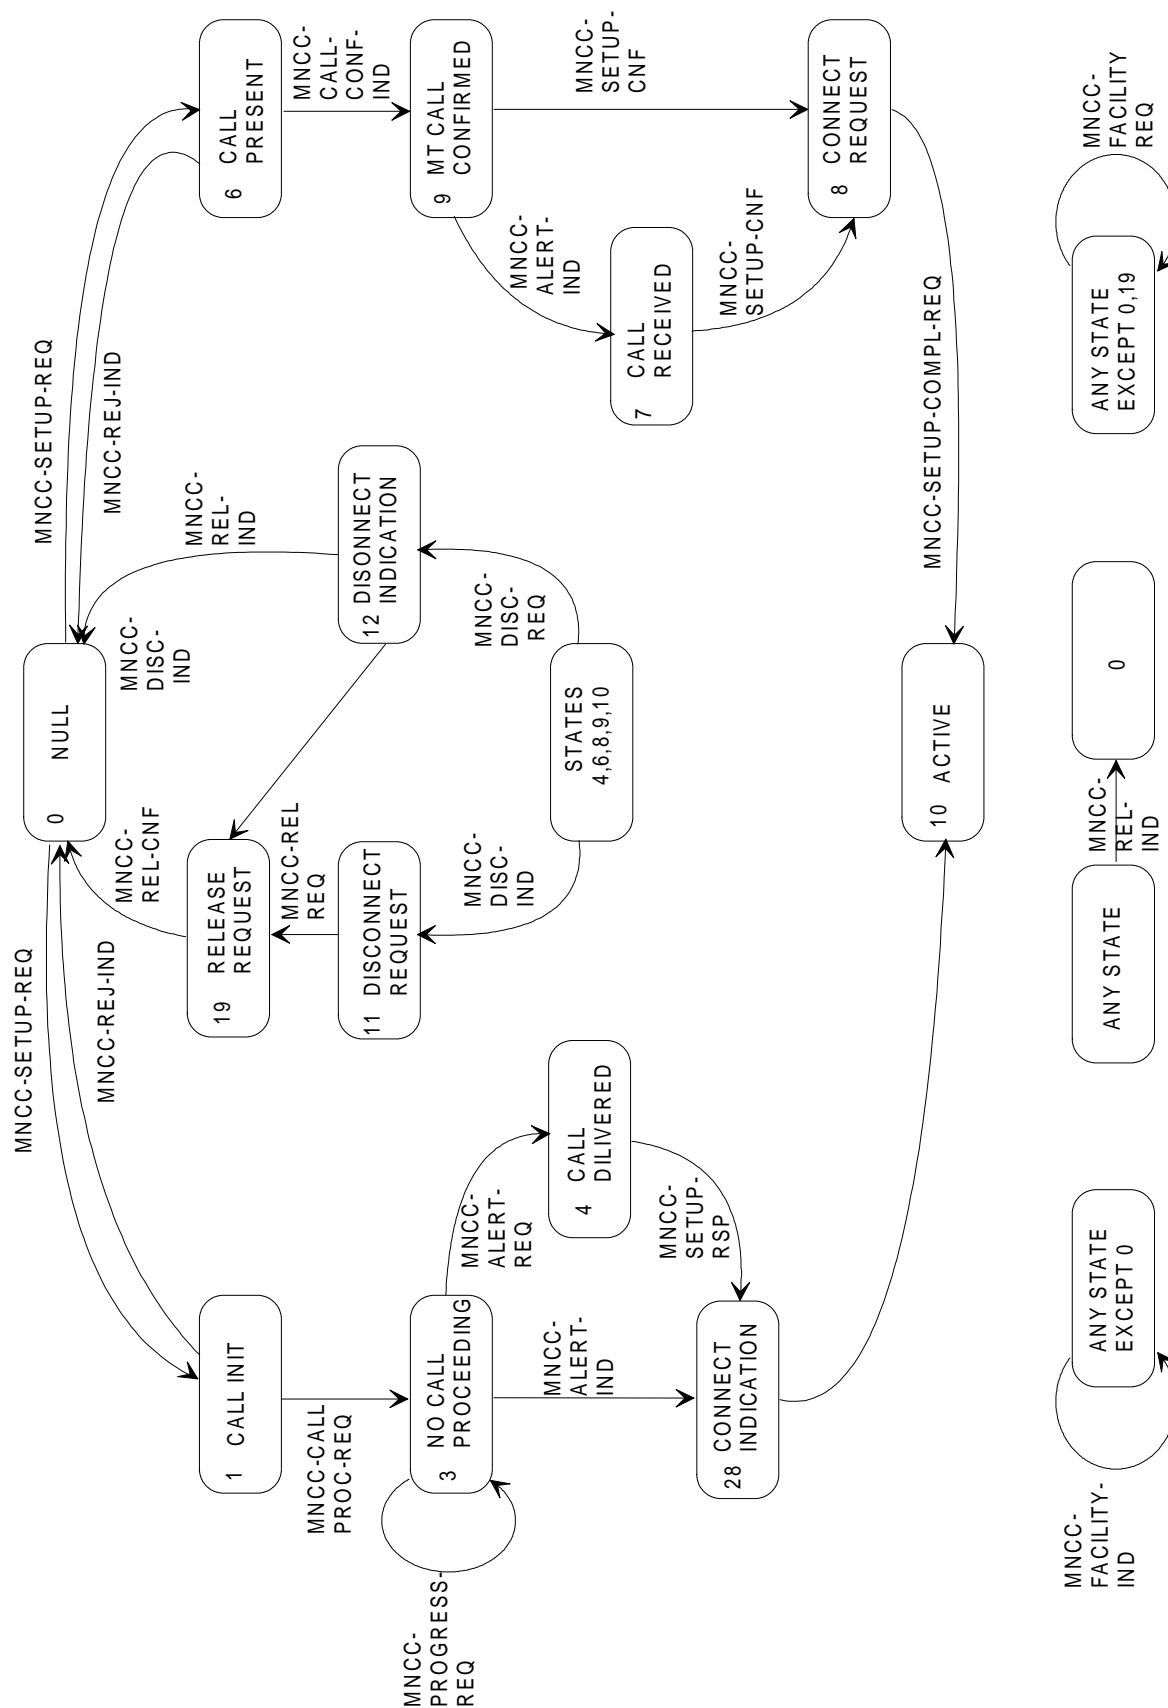 MNCC-SETUP-REQ
MNCC-REJ-IND
MNCC-SETUP-REQ
MNCC-REJ-IND
0 NULL
MNCC-
REL-CNF
MNCC-
DISC-
IND
MNCC-
REL-
IND
1 CALL INIT
19 RELEASE
REQUEST
6 CALL
PRESENT
MNCC-CALL
PROC-REQ
MNCC-REL
REQ
MNCC-
CALL-
CONF-
IND
11 DISCONNECT
REQUEST
12 DISONNECT
INDICATION
MNCC-
PROGRESS-
REQ
3 NO CALL
PROCEEDING
9 MT CALL
CONFIRMED
MNCC-
ALERT-
REQ
MNCC-
DISC-
IND
MNCC-
DISC-
REQ
MNCC-
ALERT-
IND
MNCC-
ALERT-
IND
4 CALL
DILIVERED
STATES
4,6,8,9,10
MNCC-
SETUP-
CNF
7 CALL
RECEIVED
MNCC-
SETUP-
RSP
MNCC-
SETUP-CNF
28 CONNECT
INDICATION
8 CONNECT
REQUEST
MNCC-SETUP-COMPL-REQ
10 ACTIVE
MNCC-
FACILITY-
IND
ANY STATE
EXCEPT 0
ANY STATE
MNCC-
REL-
IND
0
ANY STATE
EXCEPT 0,19
MNCC-
FACILITY
REQ